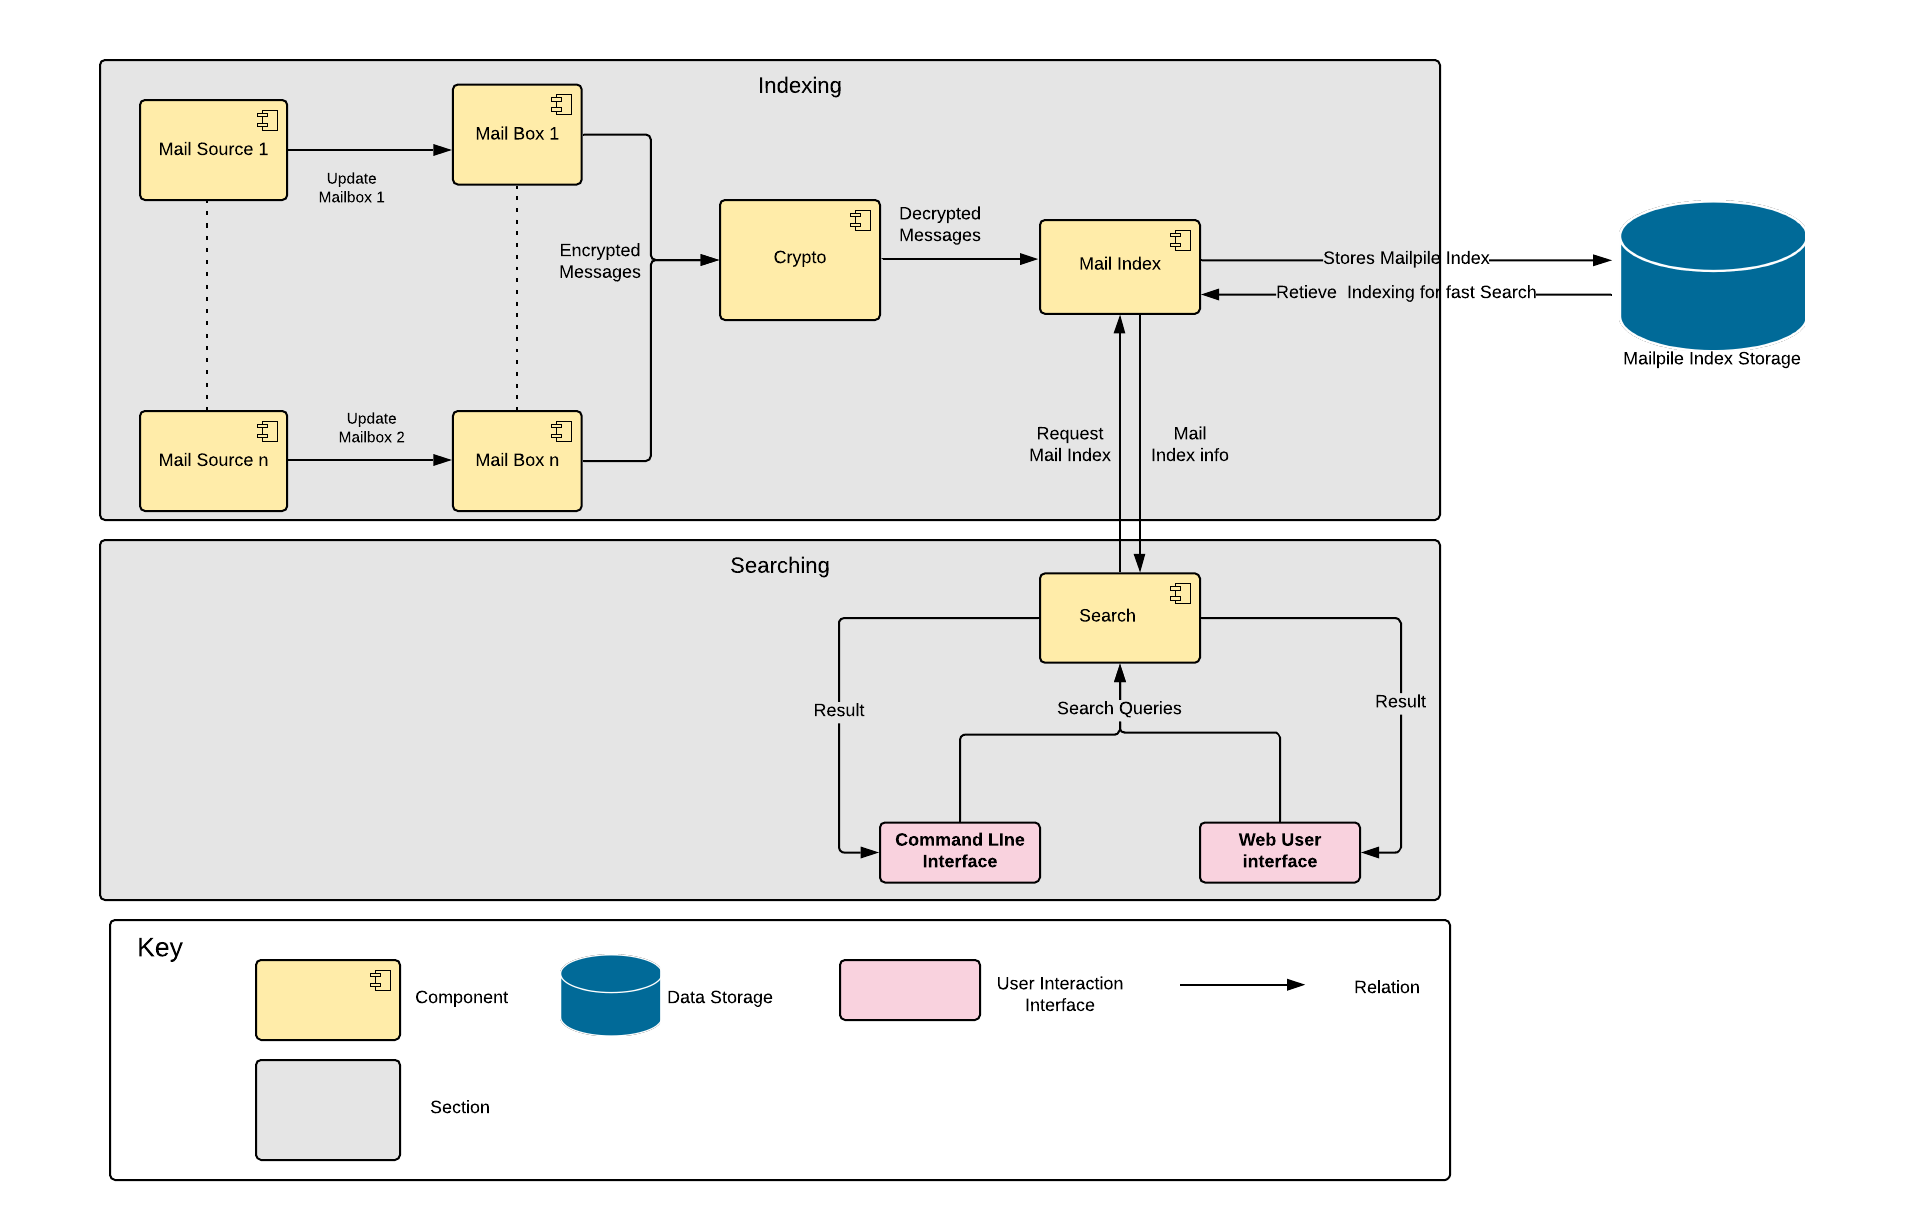 Indexing
Mail Source 1
Update
Mailbox 1
Mail Box 1
Encrypted
Messages
Crypto
Decrypted
Messages
Mail Index
Stores Mailpile Index
Retieve  Indexing for fast Search
Mailpile Index Storage
Mail Source n
Update
Mailbox 2
Mail Box n
Request
Mail Index
Mail
Index info
Searching
Search
Result
Search Queries
Result
Command LIne
Interface
Web User
interface
Key
Component
Data Storage
User Interaction
Interface
Relation
Section